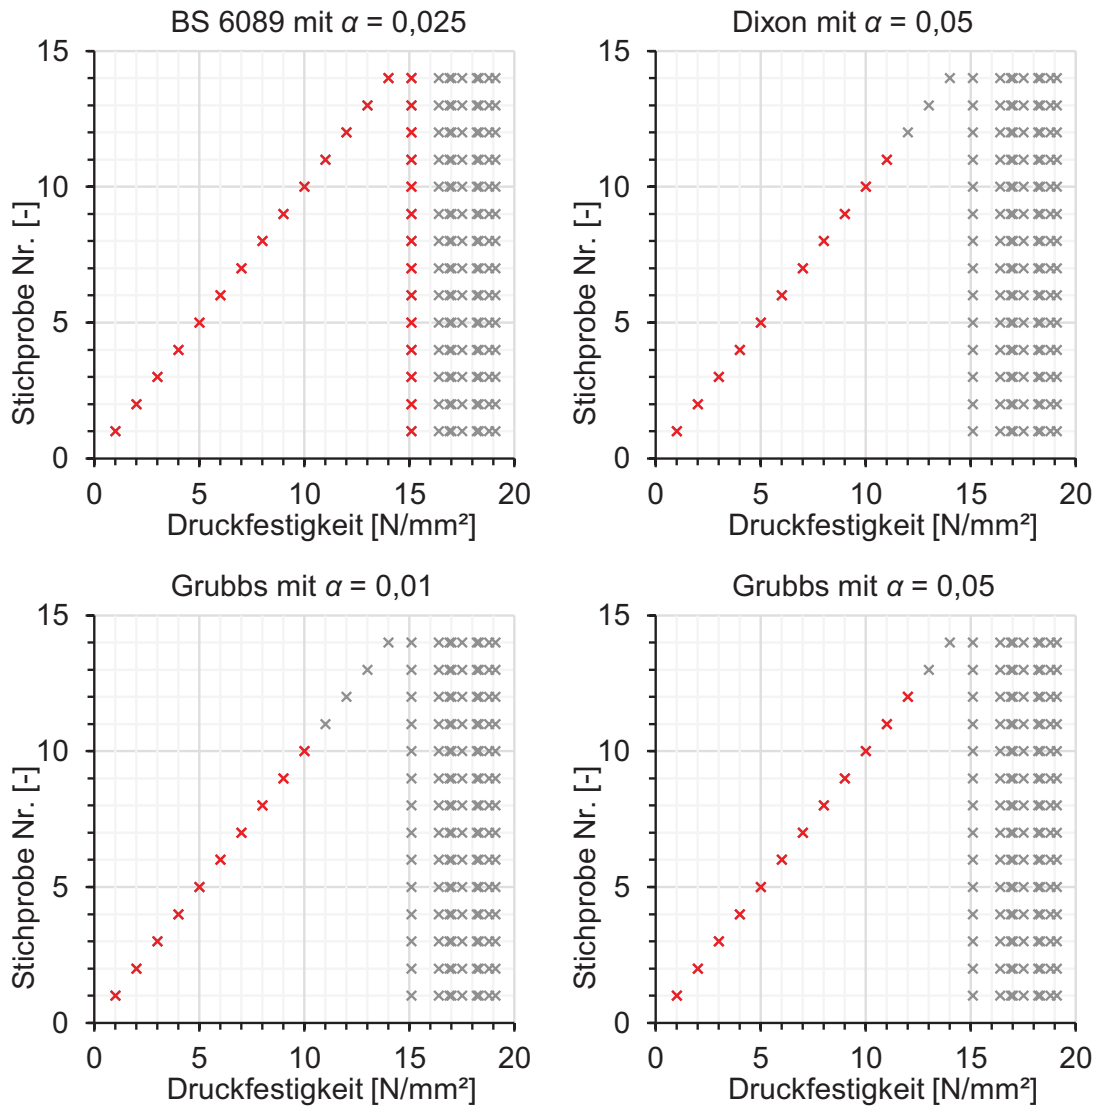 BS 6089 mit α = 0,025
15
10
5
0
Stichprobe Nr. [-]
0 5 10 15 20
Druckfestigkeit [N/mm²]
Dixon mit α = 0,05
15
10
5
0
Stichprobe Nr. [-]
0 5 10 15 20
Druckfestigkeit [N/mm²]
Grubbs mit α = 0,01
15
10
5
0
Stichprobe Nr. [-]
0 5 10 15 20
Druckfestigkeit [N/mm²]
Grubbs mit α = 0,05
15
10
5
0
Stichprobe Nr. [-]
0 5 10 15 20
Druckfestigkeit [N/mm²]